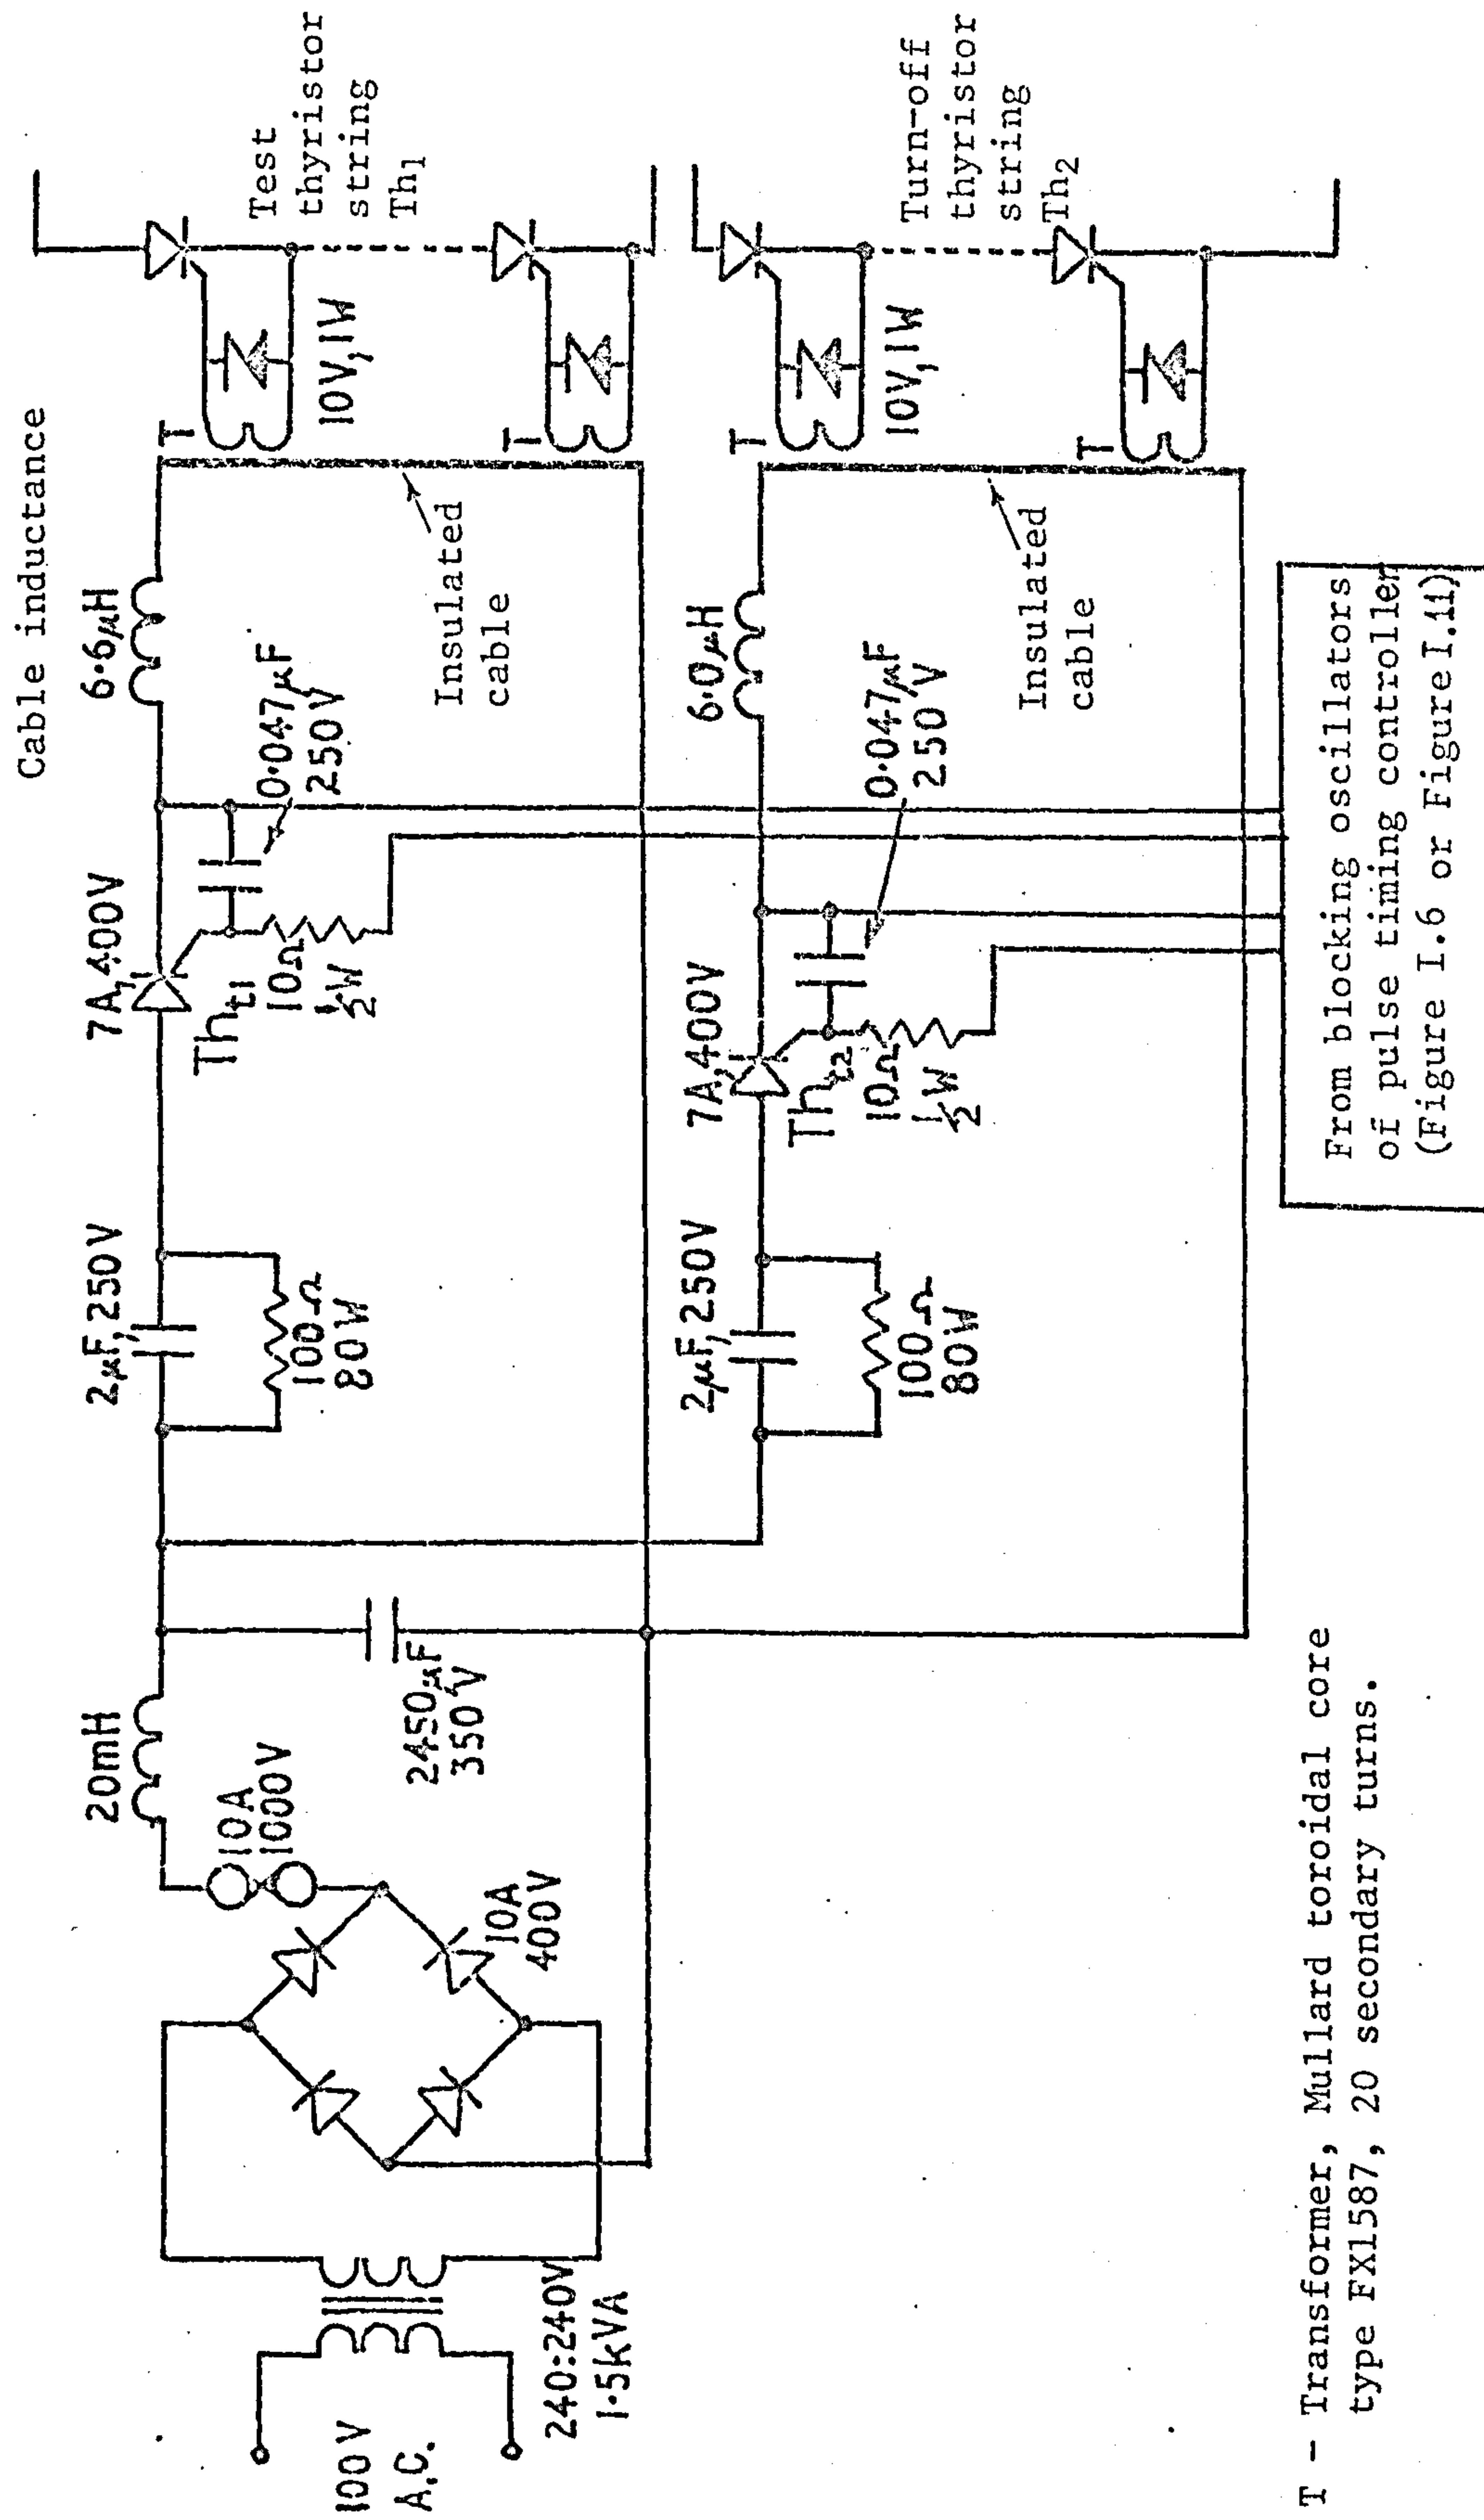 Cable inductance
100V
A.C.
240:240V
1·5kVA
10A
400V
10A
1000V
20mH
2450µF
350V
2µF,250V
100Ω
80W
7A,400V
Th t1
10Ω
½W
0·047µF
250V
6·6µH
Insulated
cable
T
10V,1W
T
Test
thyristor
string
Th1
2µF,250V
100Ω
80W
7A,400V
Th t2
10Ω
½W
0·047µF
250V
6·0µH
Insulated
cable
T
10V,1W
T
Turn-off
thyristor
string
Th2
From blocking oscillators
of pulse timing controller
(Figure I.6 or Figure I.11)
T - Transformer, Mullard toroidal core
type FX1587, 20 secondary turns.